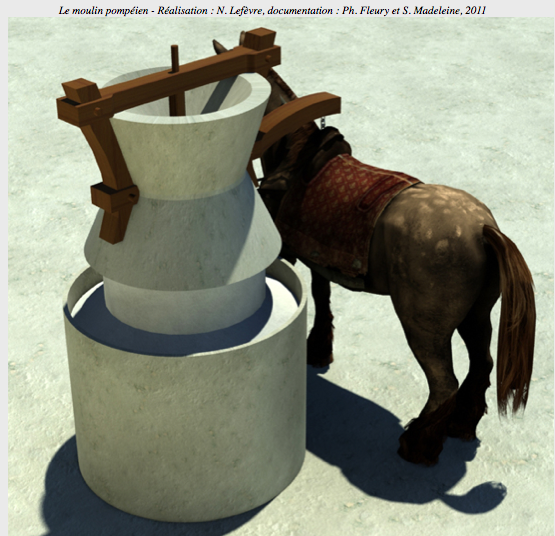 Le moulin pompéien - Réalisation : N. Lefèvre, documentation : Ph. Fleury et S. Madeleine, 2011